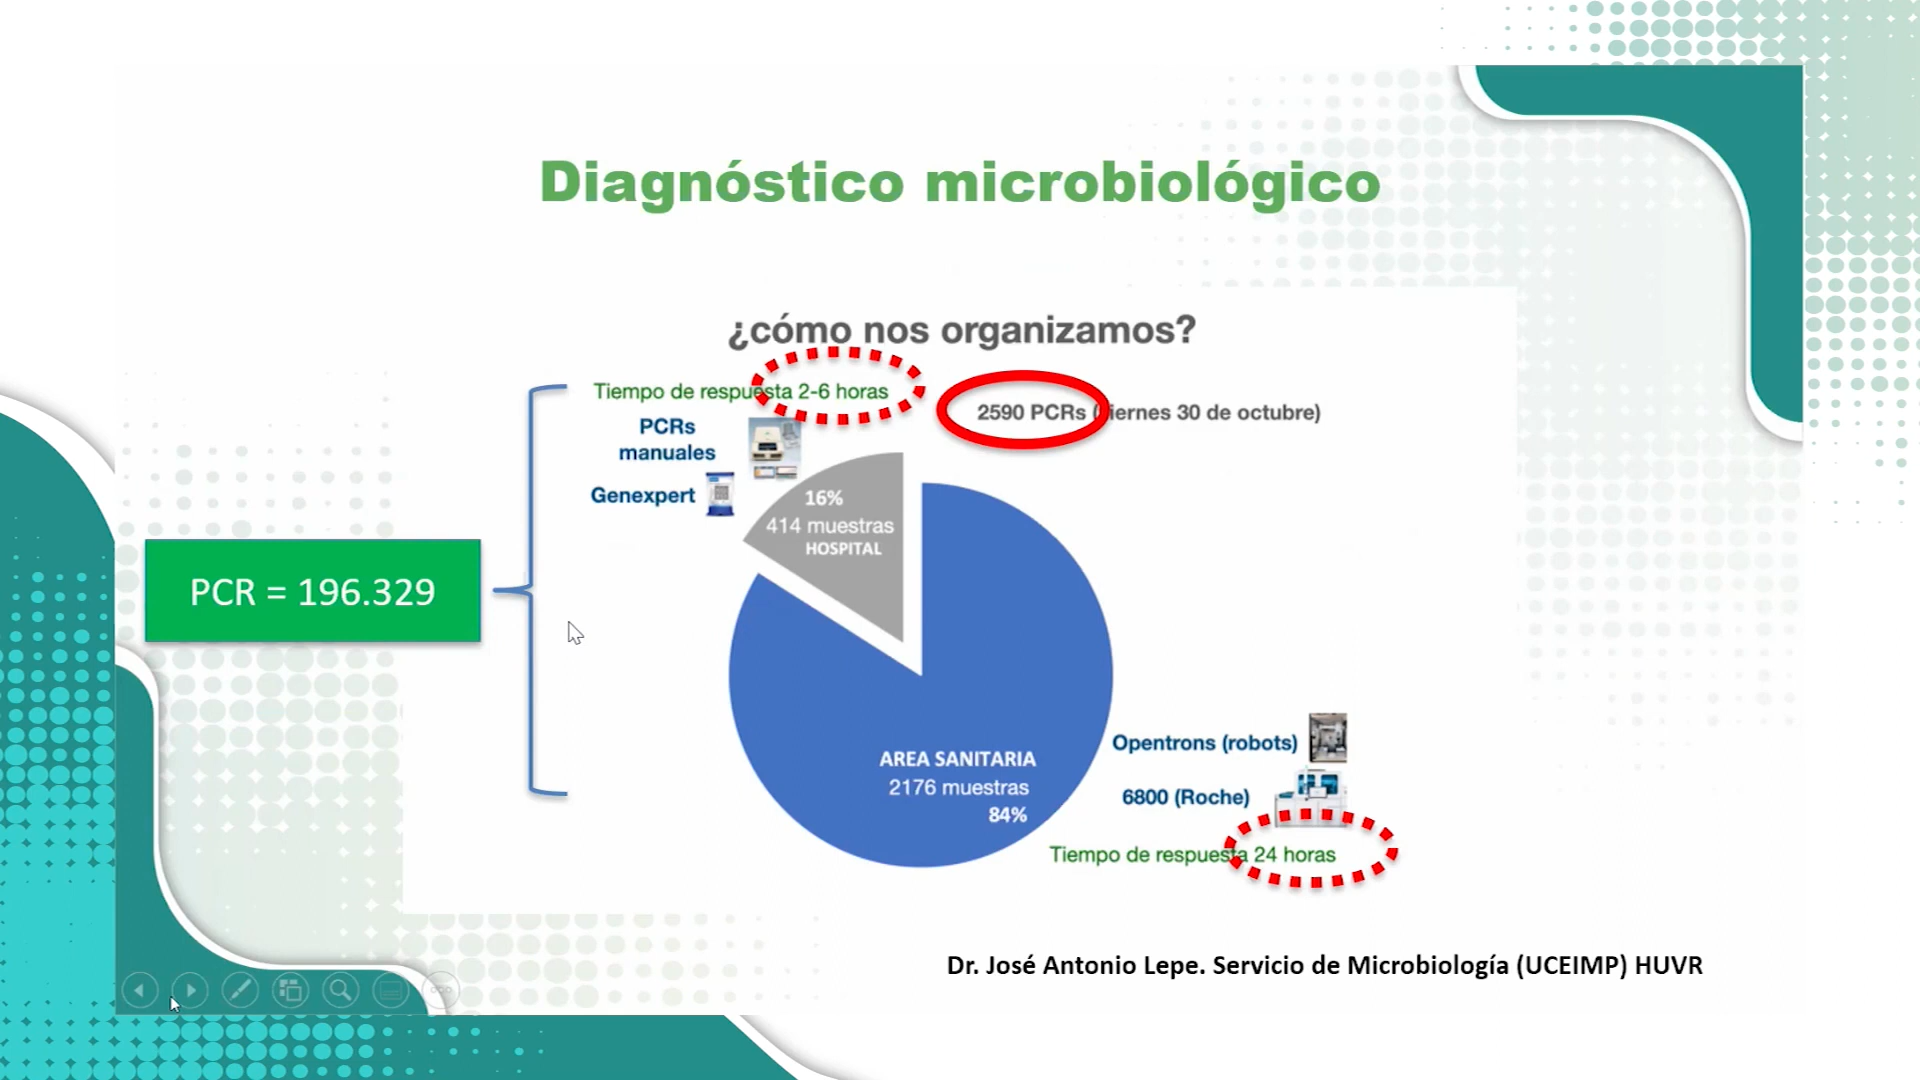 Diagnóstico microbiológico
¿cómo nos organizamos?
Tiempo de respuesta 2-6 horas
2590 PCRs (viernes 30 de octubre)
PCRs
manuales
Genexpert
16%
414 muestras
HOSPITAL
PCR = 196.329
AREA SANITARIA
2176 muestras
84%
Opentrons (robots)
6800 (Roche)
Tiempo de respuesta 24 horas
Dr. José Antonio Lepe. Servicio de Microbiología (UCEIMP) HUVR